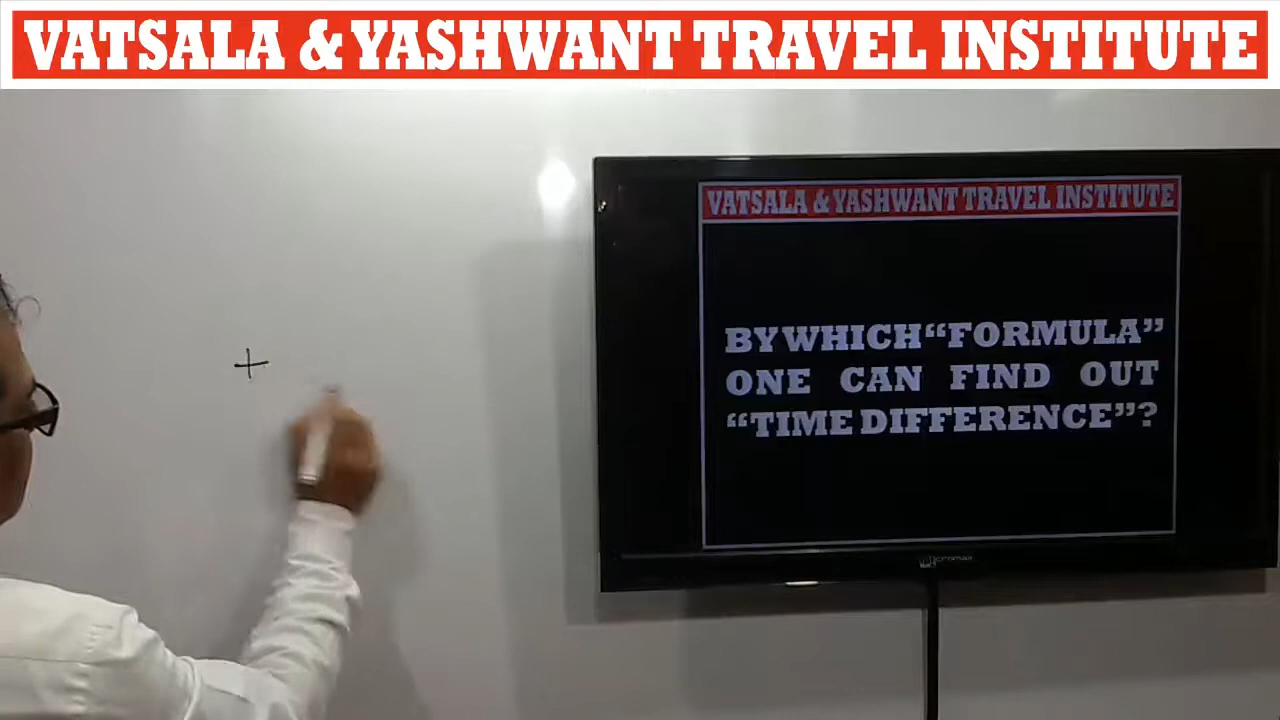 VATSALA & YASHWANT TRAVEL INSTITUTE
VATSALA & YASHWANT TRAVEL INSTITUTE
BY WHICH “FORMULA”
ONE CAN FIND OUT
“TIME DIFFERENCE”?
+